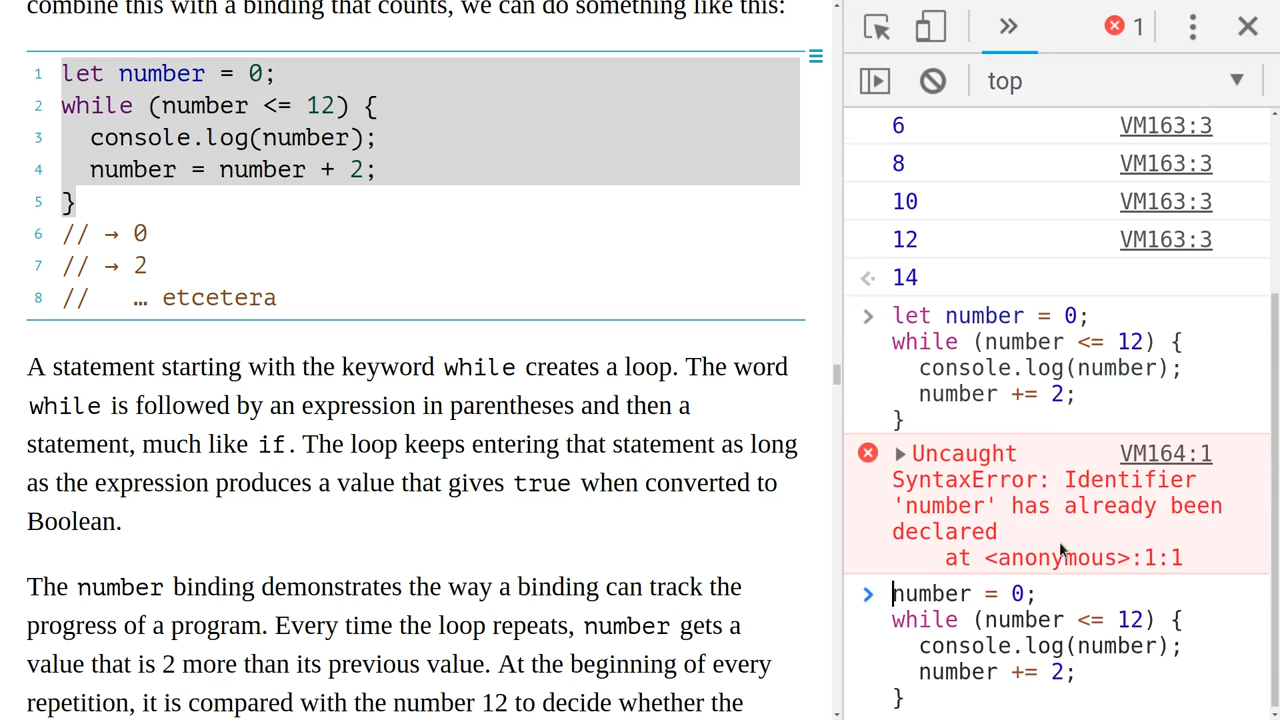 combine this with a binding that counts, we can do something like this:
1 let number = 0;
2 while (number <= 12) {
3   console.log(number);
4   number = number + 2;
5 }
6 // → 0
7 // → 2
8 //   … etcetera
A statement starting with the keyword while creates a loop. The word
while is followed by an expression in parentheses and then a
statement, much like if. The loop keeps entering that statement as long
as the expression produces a value that gives true when converted to
Boolean.
The number binding demonstrates the way a binding can track the
progress of a program. Every time the loop repeats, number gets a
value that is 2 more than its previous value. At the beginning of every
repetition, it is compared with the number 12 to decide whether the
1
top
6 VM163:3
8 VM163:3
10 VM163:3
12 VM163:3
14
let number = 0;
while (number <= 12) {
  console.log(number);
  number += 2;
}
Uncaught VM164:1
SyntaxError: Identifier
'number' has already been
declared
    at <anonymous>:1:1
number = 0;
while (number <= 12) {
  console.log(number);
  number += 2;
}